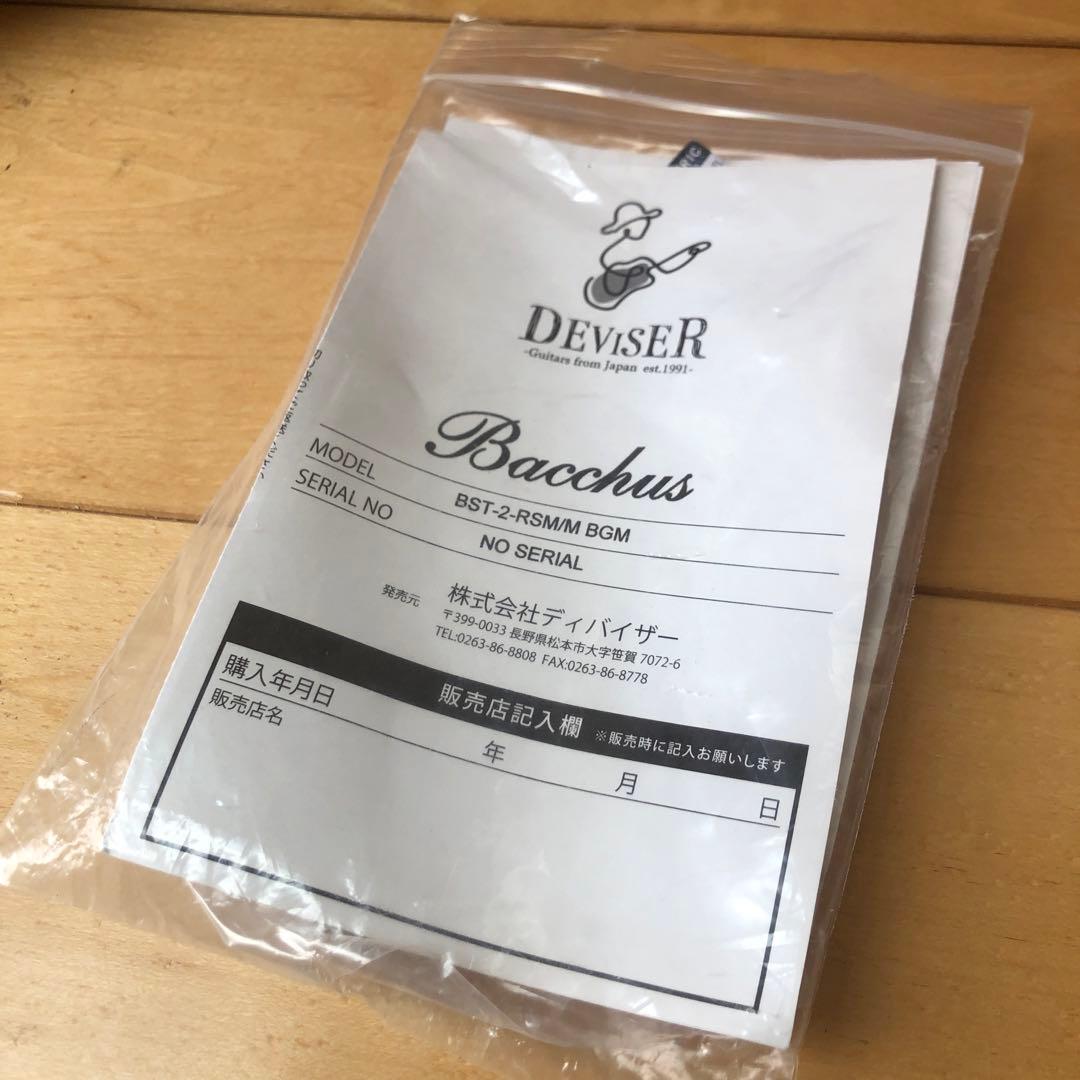 RIC
DEVISER
-Guitars from Japan est.1991-
Bacchus
MODEL BST-2-RSM/M BGM
SERIAL NO NO SERIAL
発売元 株式会社ディバイザー
〒399-0033 長野県松本市大字笹賀 7072-6
TEL:0263-86-8808 FAX:0263-86-8778
販売店記入欄 ※販売時に記入お願いします
購入年月日 年 月 日
販売店名